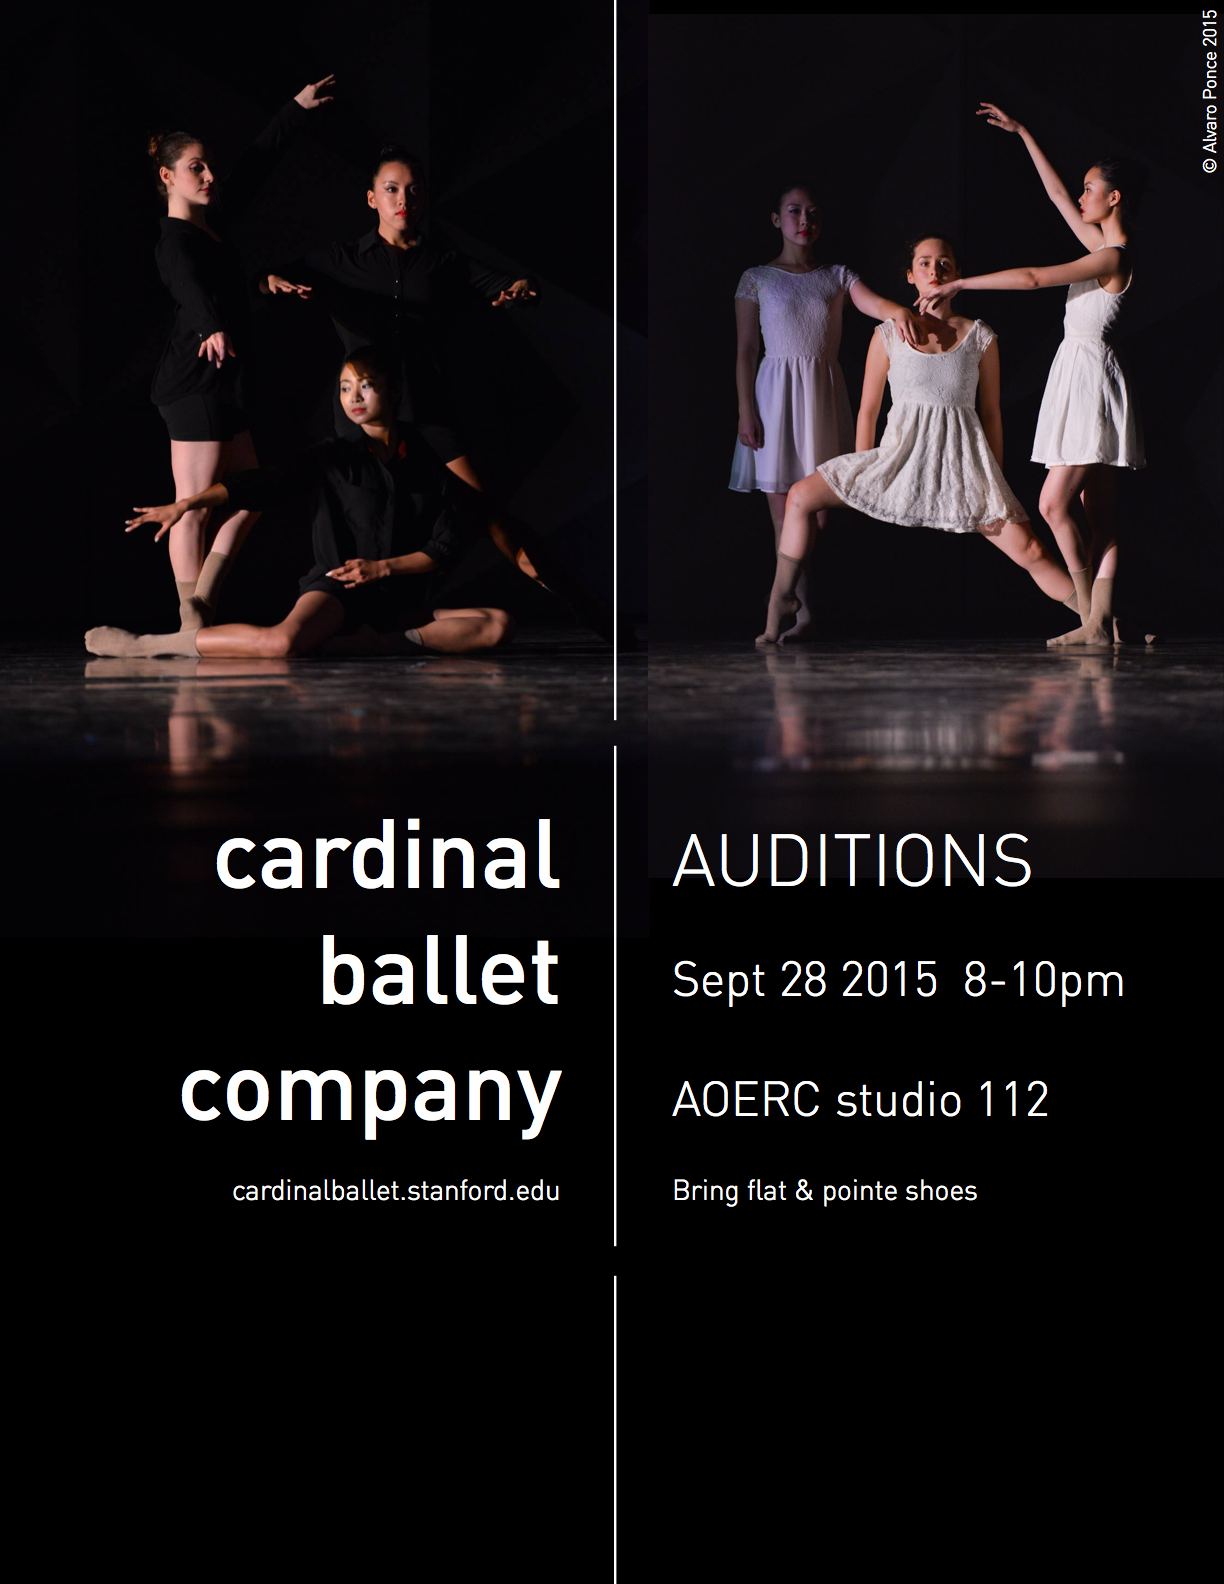 © Alvaro Ponce 2015
cardinal
ballet
company
cardinalballet.stanford.edu
AUDITIONS
Sept 28 2015 8-10pm
AOERC studio 112
Bring flat & pointe shoes